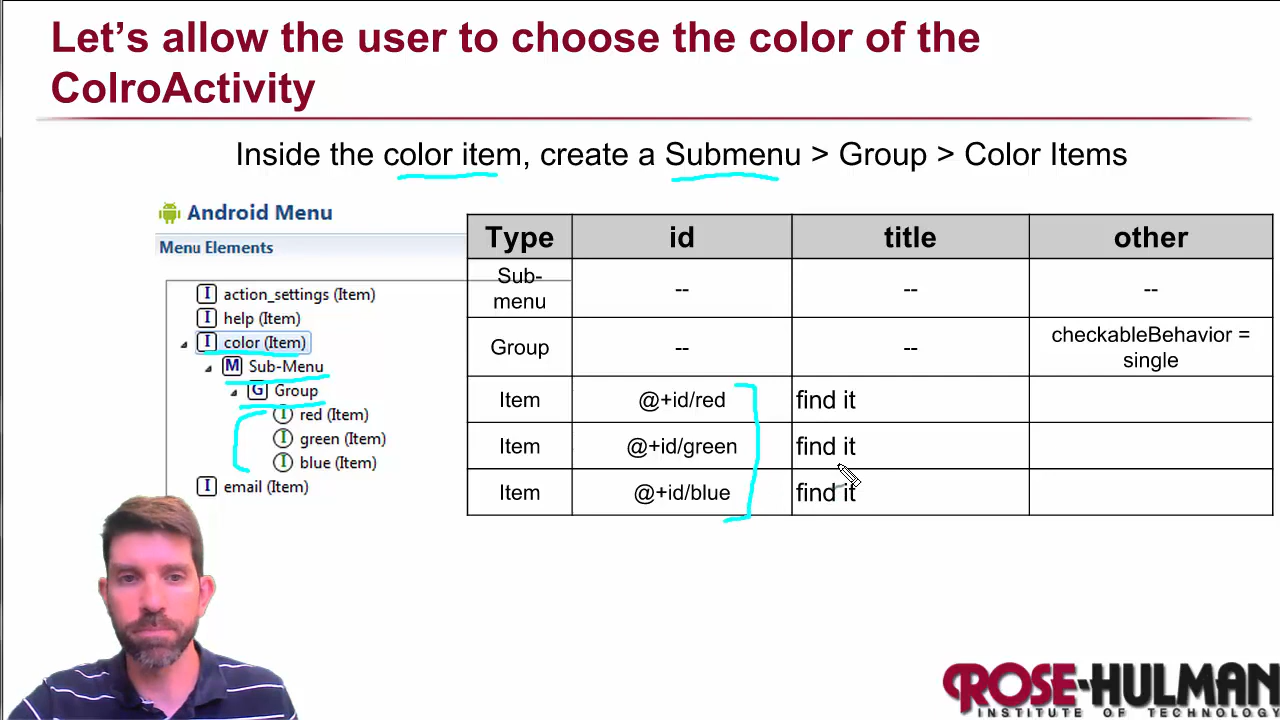 Let's allow the user to choose the color of the
ColroActivity
Inside the color item, create a Submenu > Group > Color Items
Android Menu
Menu Elements
I action_settings (Item)
I help (Item)
I color (Item)
M Sub-Menu
G Group
I red (Item)
I green (Item)
I blue (Item)
I email (Item)
Type id title other
Sub-
menu -- -- --
Group -- -- checkableBehavior =
single
Item @+id/red find it
Item @+id/green find it
Item @+id/blue find it
ROSE-HULMAN
INSTITUTE OF TECHNOLOGY